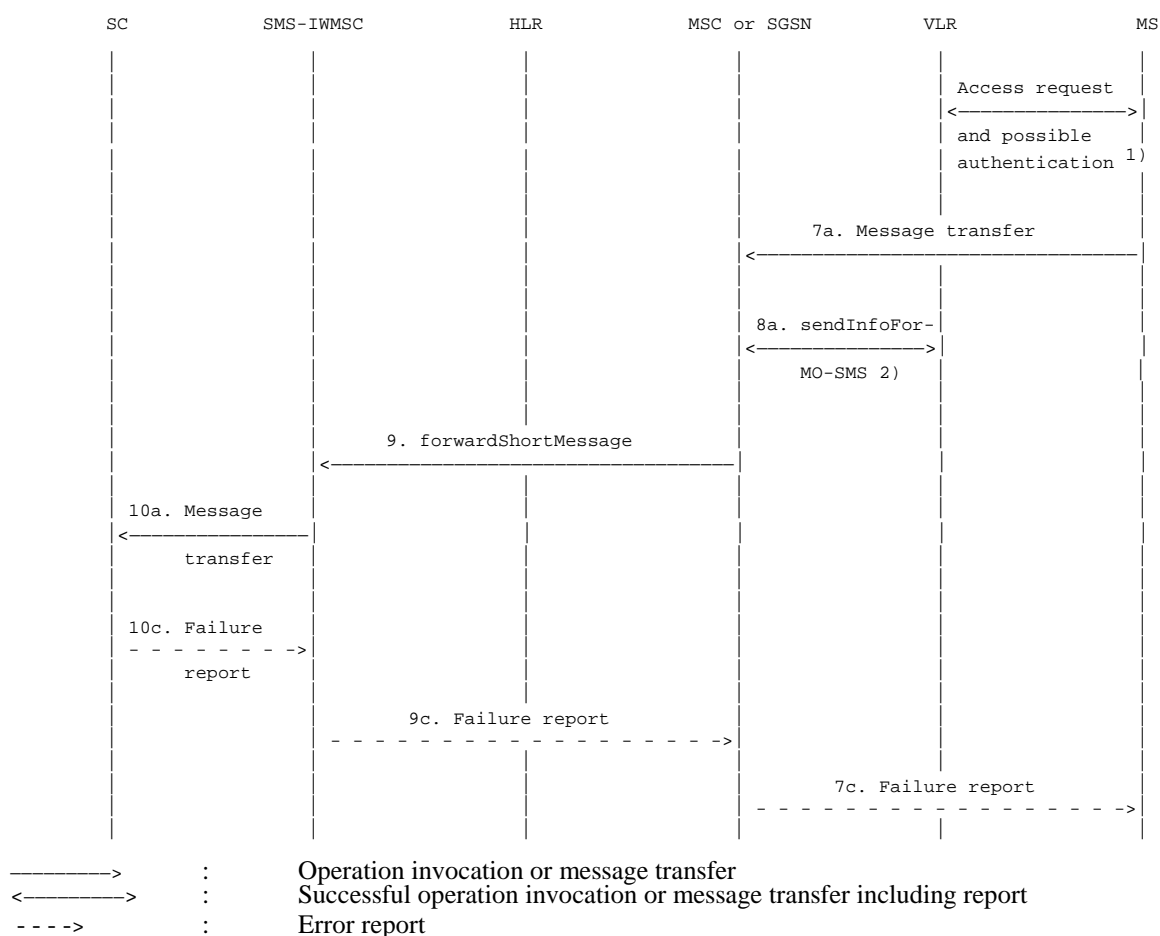 SC SMS-IWMSC HLR MSC or SGSN VLR MS
Access request
and possible
authentication 1)
7a. Message transfer
8a. sendInfoFor-
MO-SMS 2)
9. forwardShortMessage
10a. Message
transfer
10c. Failure
report
9c. Failure report
7c. Failure report
: Operation invocation or message transfer
: Successful operation invocation or message transfer including report
: Error report